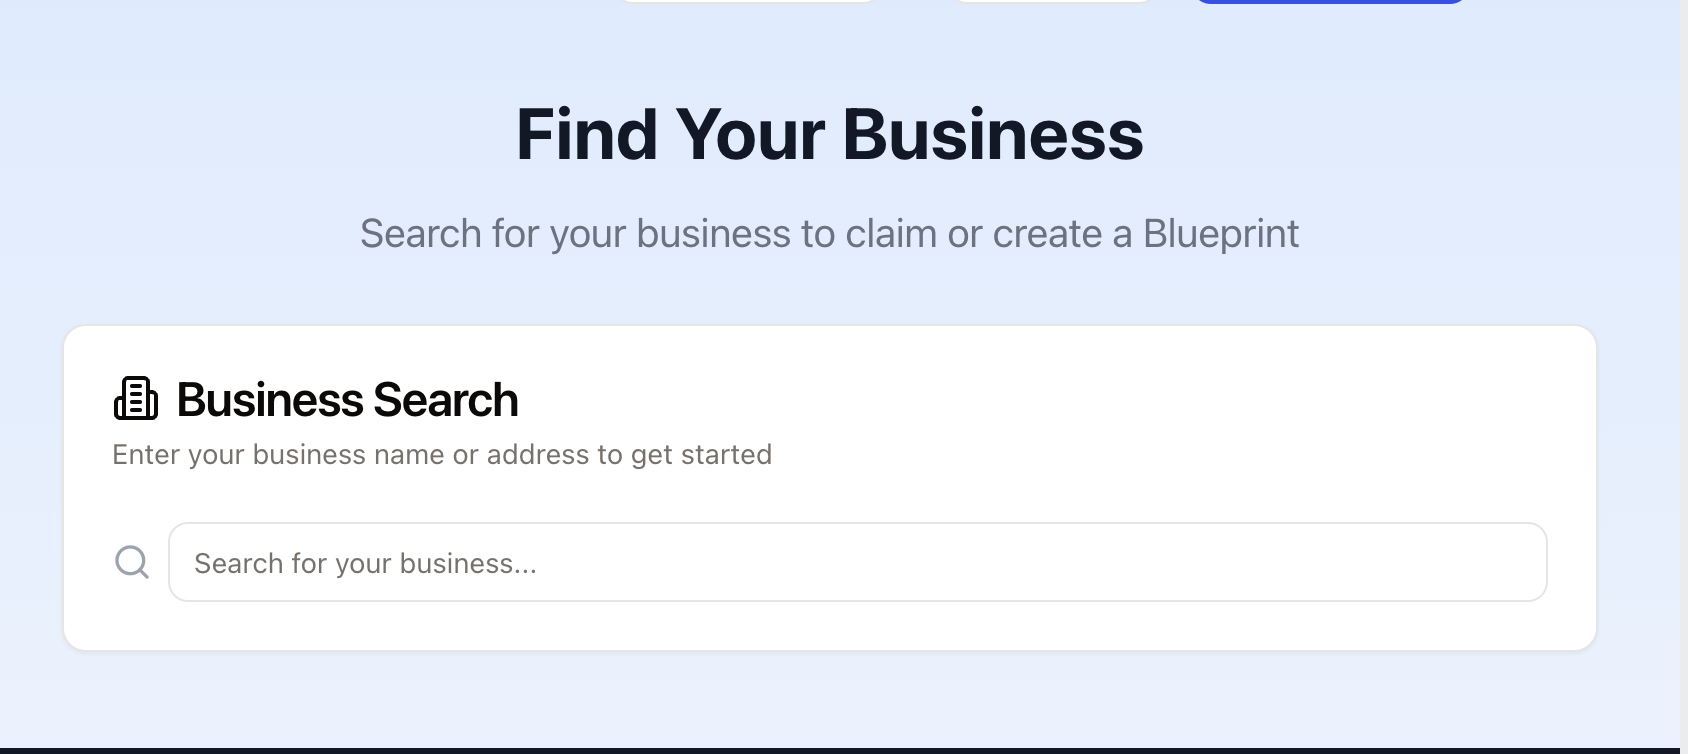 Find Your Business
Search for your business to claim or create a Blueprint
Business Search
Enter your business name or address to get started
Search for your business...